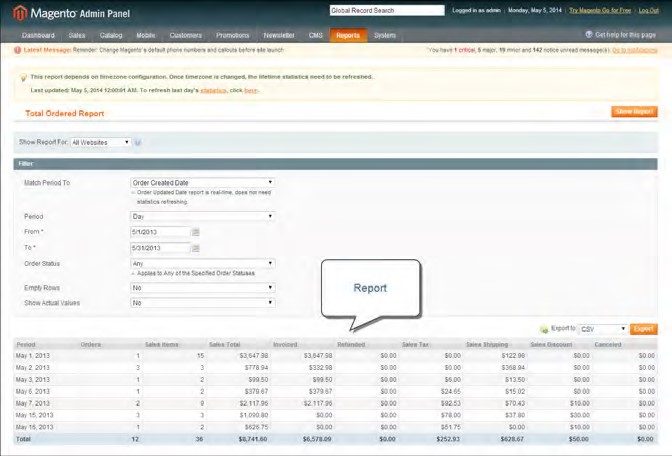 Magento Admin Panel
Global Record Search
Logged in as admin | Monday, May 5, 2014 | Try Magento Go for Free | Log Out
Dashboard Sales Catalog Mobile Customers Promotions Newsletter CMS Reports System
Get help for this page
Latest Message: Reminder: Change Magento's default phone numbers and callouts before site launch
You have 1 critical, 5 major, 19 minor and 142 notice unread message(s). Go to notifications
This report depends on timezone configuration. Once timezone is changed, the lifetime statistics need to be refreshed.
Last updated: May 5, 2014 12:00:01 AM. To refresh last day's statistics, click here.
Total Ordered Report
Show Report
Show Report For: All Websites
Filter
Match Period To Order Created Date
Order Updated Date report is real-time, does not need
statistics refreshing.
Period Day
From * 5/1/2013
To * 5/31/2013
Order Status Any
Applies to Any of the Specified Order Statuses
Empty Rows No
Show Actual Values No
Report
Export to: CSV Export
Period Orders Sales Items Sales Total Invoiced Refunded Sales Tax Sales Shipping Sales Discount Canceled
May 1, 2013 1 15 $3,647.98 $3,647.98 $0.00 $0.00 $122.98 $0.00 $0.00
May 2, 2013 3 3 $778.94 $332.98 $0.00 $0.00 $368.94 $0.00 $0.00
May 3, 2013 1 2 $99.50 $99.50 $0.00 $6.00 $13.50 $0.00 $0.00
May 6, 2013 1 2 $379.67 $379.67 $0.00 $24.65 $15.02 $0.00 $0.00
May 7, 2013 2 9 $2,117.96 $2,117.96 $0.00 $92.53 $70.43 $10.00 $0.00
May 15, 2013 3 3 $1,090.80 $0.00 $0.00 $78.00 $37.80 $30.00 $0.00
May 16, 2013 1 2 $626.75 $0.00 $0.00 $51.75 $0.00 $10.00 $0.00
Total 12 36 $8,741.60 $6,578.09 $0.00 $252.93 $628.67 $50.00 $0.00